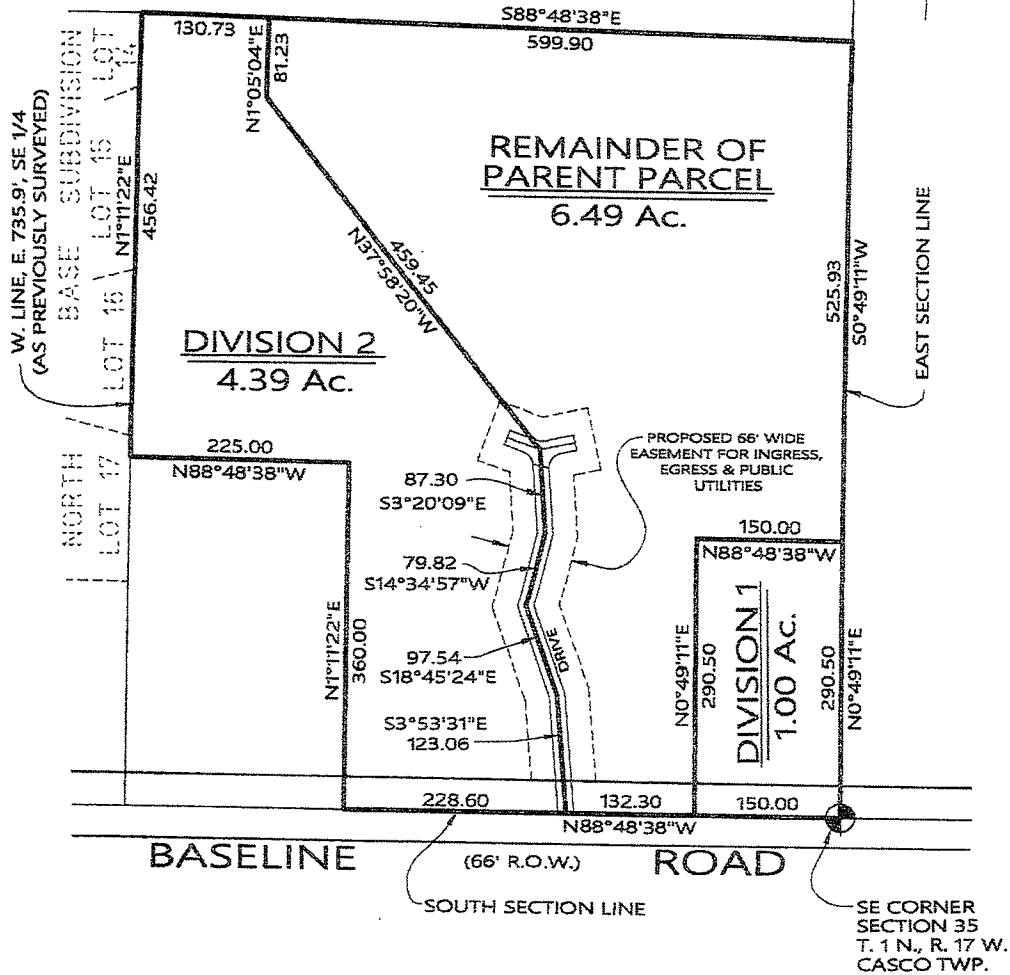 S88°48'38"E
130.73
599.90
N1°05'04"E
81.23
W. LINE, E. 735.9', SE 1/4
(AS PREVIOUSLY SURVEYED)
NORTH BASE SUBDIVISION
LOT 14
LOT 15
LOT 16
LOT 17
N1°11'22"E
456.42
REMAINDER OF
PARENT PARCEL
6.49 Ac.
459.45
N37°58'20"W
525.93
S0°49'11"W
EAST SECTION LINE
DIVISION 2
4.39 Ac.
225.00
N88°48'38"W
PROPOSED 66' WIDE
EASEMENT FOR INGRESS,
EGRESS & PUBLIC
UTILITIES
87.30
S3°20'09"E
79.82
S14°34'57"W
97.54
S18°45'24"E
DRIVE
S3°53'31"E
123.06
N1°11'22"E
360.00
150.00
N88°48'38"W
N0°49'11"E
290.50
DIVISION 1
1.00 Ac.
290.50
N0°49'11"E
228.60
132.30
150.00
N88°48'38"W
BASELINE (66' R.O.W.) ROAD
SOUTH SECTION LINE
SE CORNER
SECTION 35
T. 1 N., R. 17 W.
CASCO TWP.